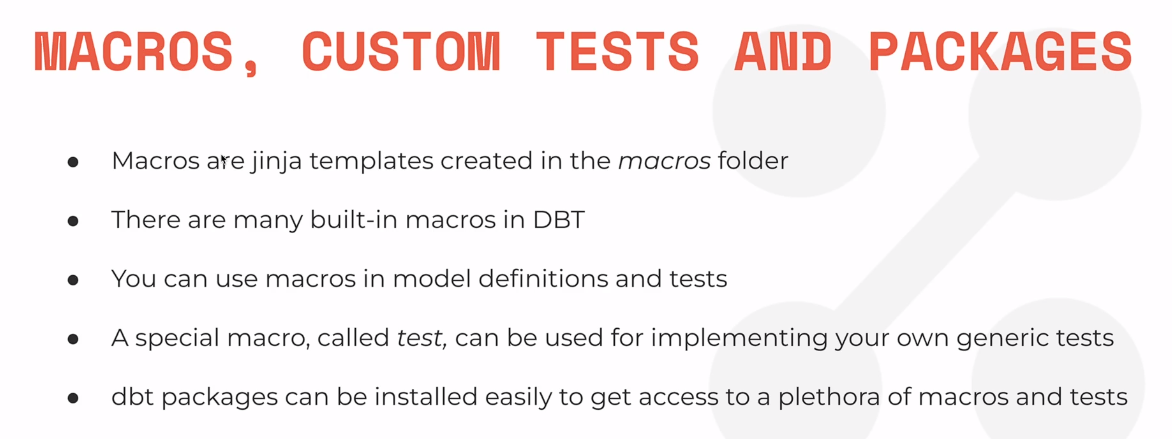 MACROS, CUSTOM TESTS AND PACKAGES
● Macros are jinja templates created in the macros folder
● There are many built-in macros in DBT
● You can use macros in model definitions and tests
● A special macro, called test, can be used for implementing your own generic tests
● dbt packages can be installed easily to get access to a plethora of macros and tests